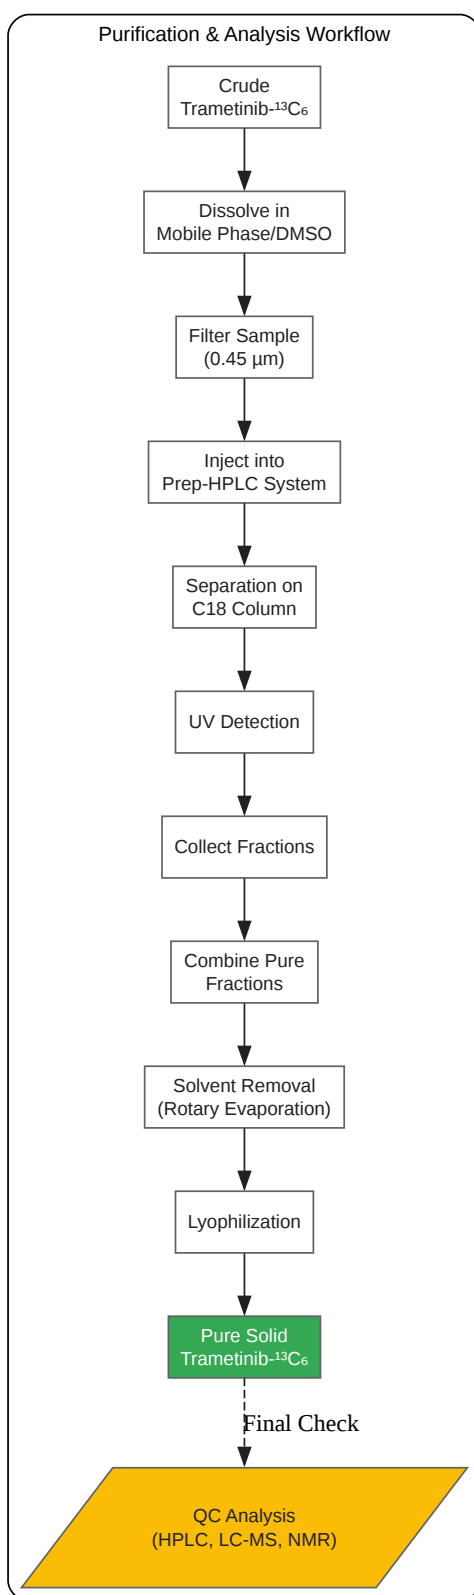 Purification & Analysis Workflow
Crude
Trametinib-¹³C₆
Dissolve in
Mobile Phase/DMSO
Filter Sample
(0.45 µm)
Inject into
Prep-HPLC System
Separation on
C18 Column
UV Detection
Collect Fractions
Combine Pure
Fractions
Solvent Removal
(Rotary Evaporation)
Lyophilization
Pure Solid
Trametinib-¹³C₆
Final Check
QC Analysis
(HPLC, LC-MS, NMR)